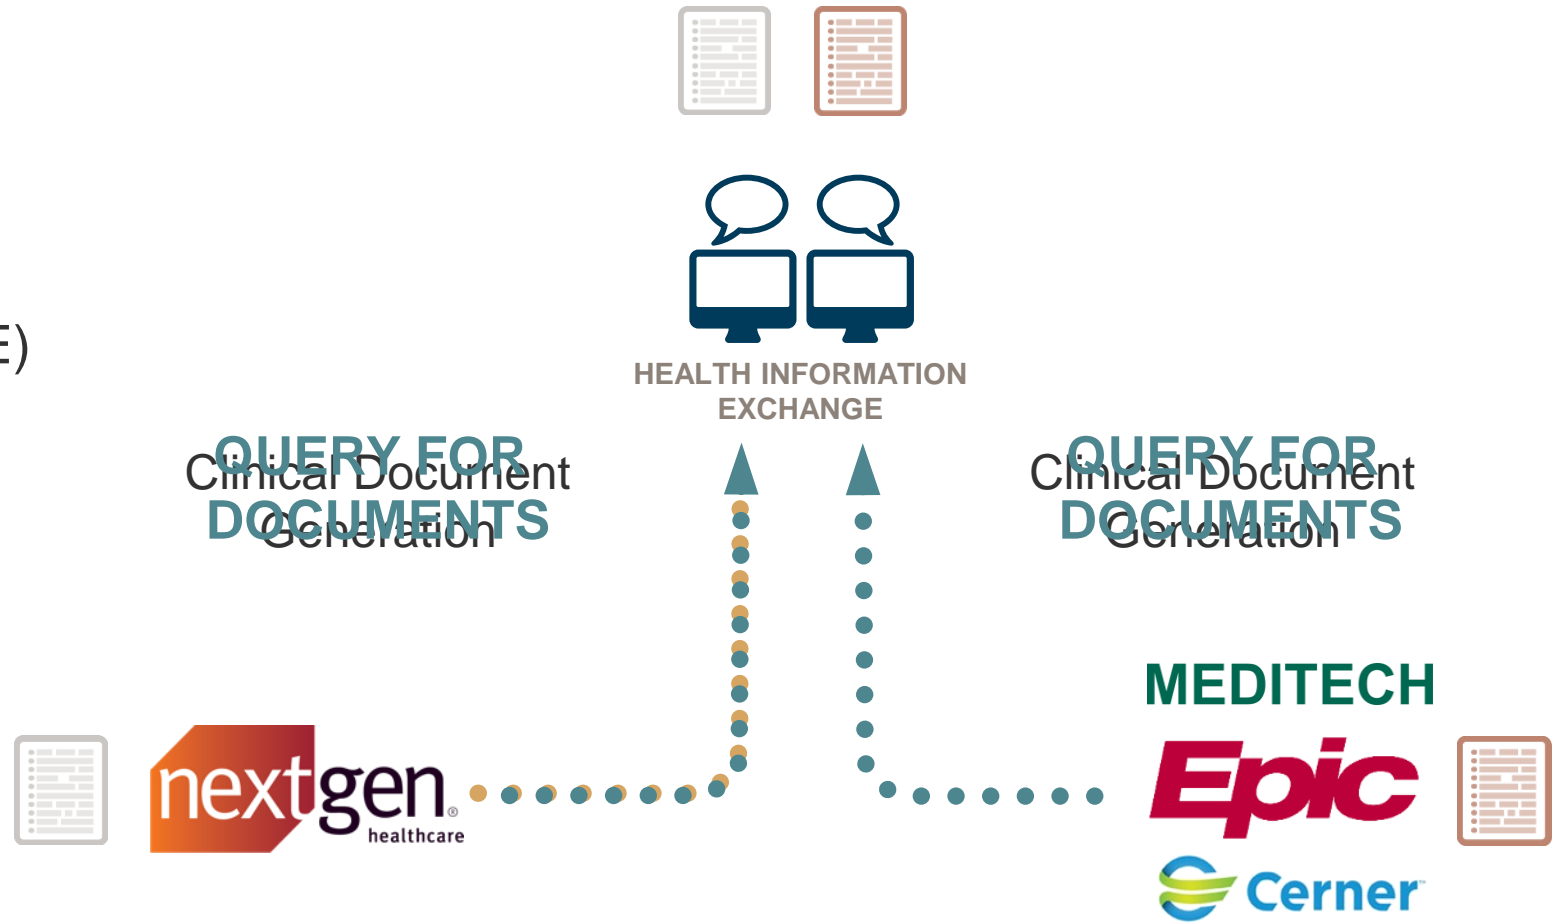 HEALTH INFORMATION
EXCHANGE
E)
QUERY FOR
DOCUMENTS
Clinical Document
Generation
QUERY FOR
DOCUMENTS
Clinical Document
Generation
MEDITECH
nextgen®
healthcare
Epic
Cerner™